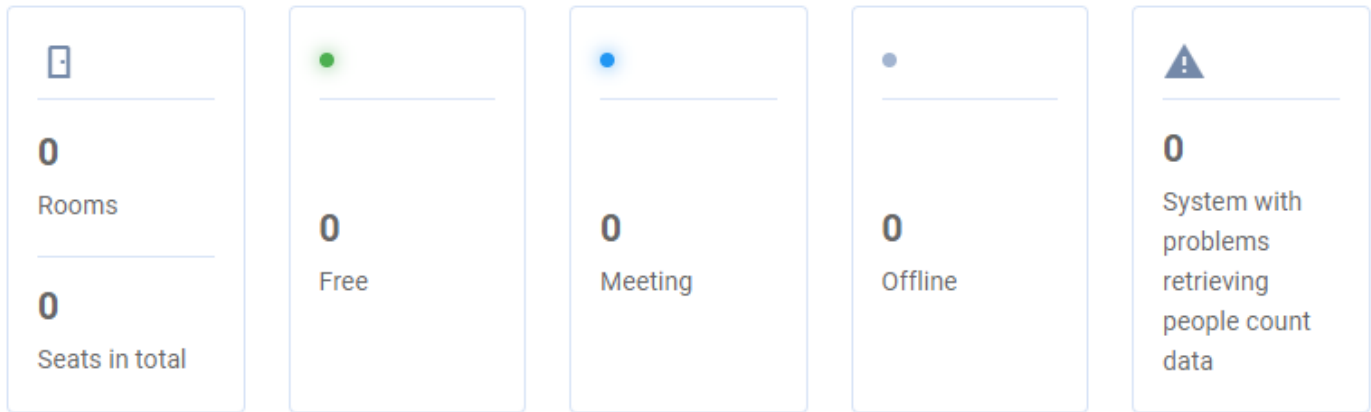 0
Rooms
0
Seats in total
0
Free
0
Meeting
0
Offline
0
System with
problems
retrieving
people count
data